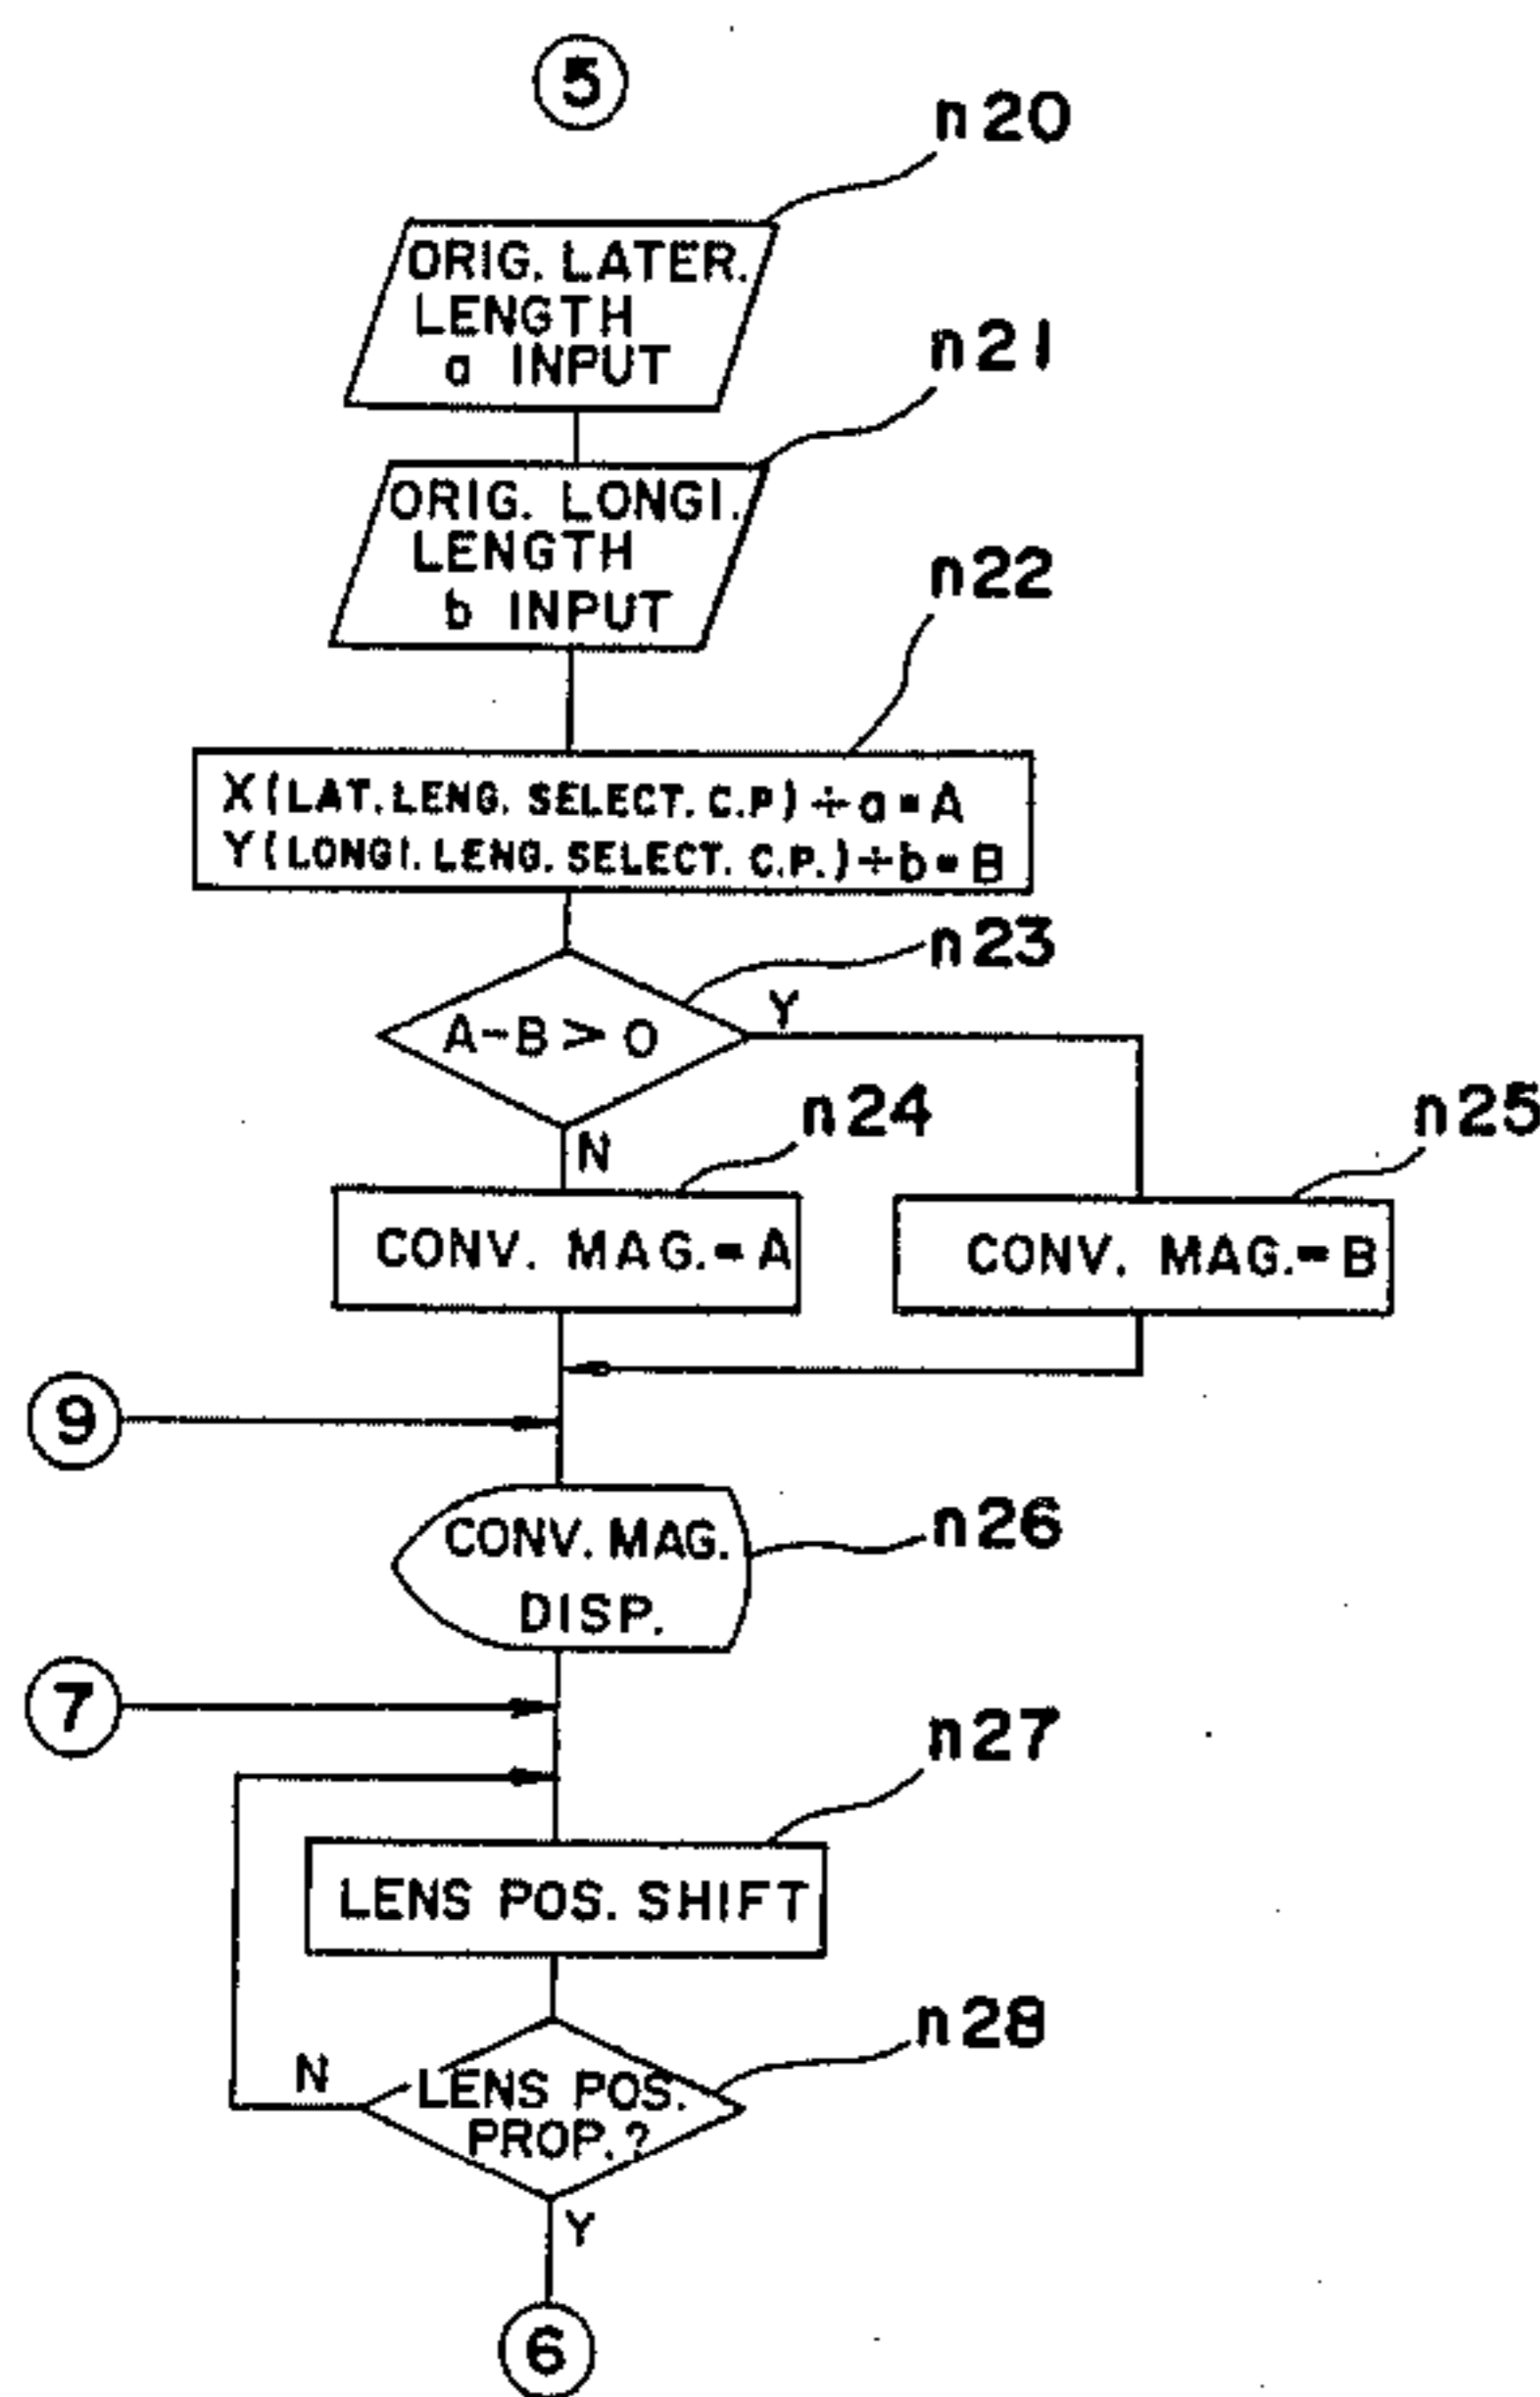 5
n20
ORIG. LATER.
LENGTH
a INPUT
n21
ORIG. LONGI.
LENGTH
b INPUT
n22
X(LAT.LENG. SELECT. C.P)÷a=A
Y(LONGI.LENG. SELECT. C.P.)÷b=B
n23
A-B>0
Y
N
n24
CONV. MAG.=A
n25
CONV. MAG.=B
9
n26
CONV. MAG.
DISP.
7
n27
LENS POS. SHIFT
n28
N
LENS POS.
PROP.?
Y
6